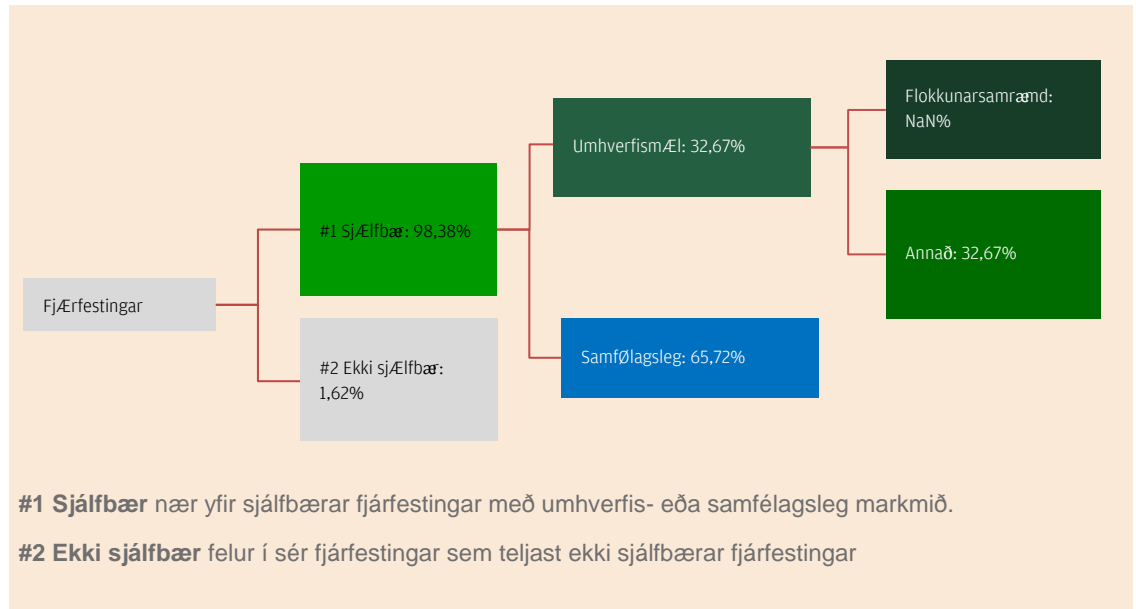 Flokkunarsamræmd:
NaN%
UmhverfismÆl: 32,67%
#1 SjÆlfbær: 98,38%
Annað: 32,67%
FjÆrfestingar
#2 Ekki sjÆlfbær:
1,62%
SamfØlagsleg: 65,72%
#1 Sjálfbær nær yfir sjálfbærar fjárfestingar með umhverfis- eða samfélagsleg markmið.
#2 Ekki sjálfbær felur í sér fjárfestingar sem teljast ekki sjálfbærar fjárfestingar